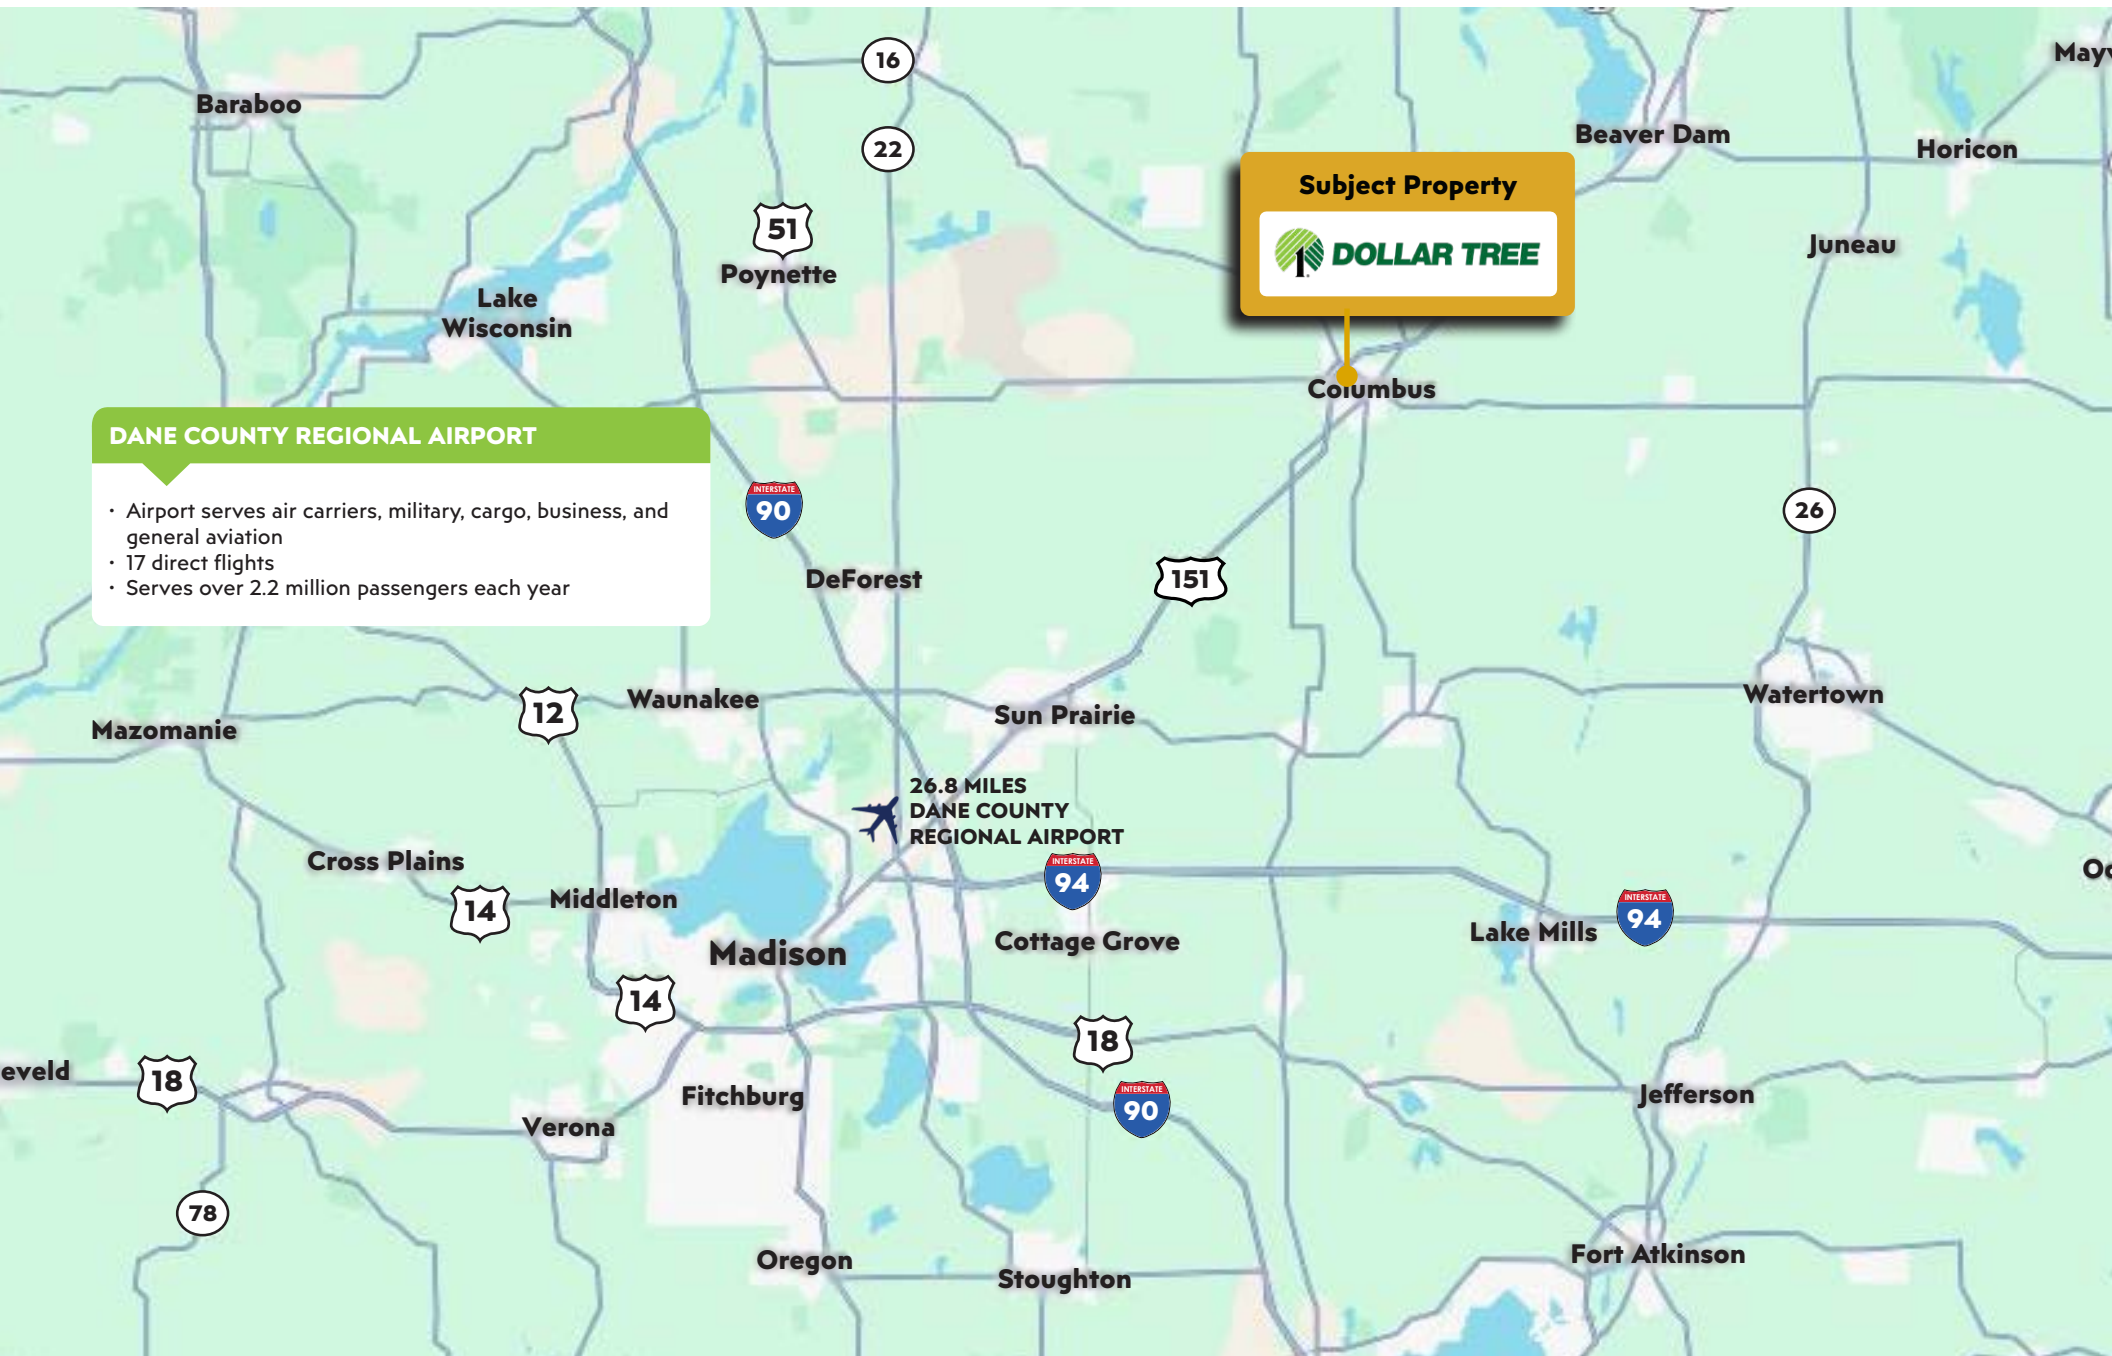 16
Mayv
Baraboo
Beaver Dam
22
Horicon
Subject Property
51
DOLLAR TREE
Juneau
Poynette
Lake
Wisconsin
Columbus
DANE COUNTY REGIONAL AIRPORT
· Airport serves air carriers, military, cargo, business, and
general aviation
· 17 direct flights
· Serves over 2.2 million passengers each year
INTERSTATE
90
26
DeForest
151
Waunakee
Watertown
12
Sun Prairie
Mazomanie
26.8 MILES
DANE COUNTY
REGIONAL AIRPORT
Cross Plains
INTERSTATE
94
Oc
Middleton
14
INTERSTATE
94
Lake Mills
Cottage Grove
Madison
14
18
eveld
18
Fitchburg
Jefferson
INTERSTATE
90
Verona
78
Oregon
Fort Atkinson
Stoughton